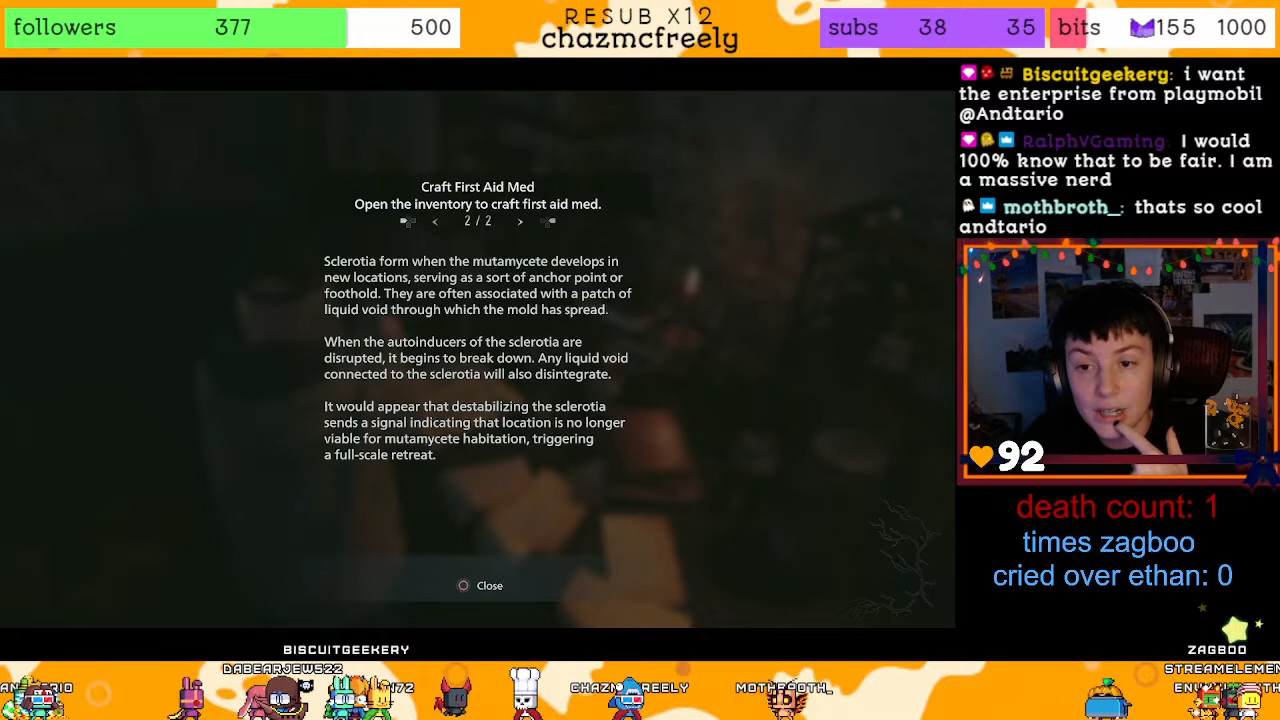 followers 377 500
RESUB X12
chazmcfreely
subs 38 35
bits 155 1000
Biscuitgeekery: i want
the enterprise from playmobil
@Andtario
RalphVGaming: I would
100% know that to be fair. I am
a massive nerd
mothbroth_: thats so cool
andtario
Craft First Aid Med
Open the inventory to craft first aid med.
< 2 / 2 >
Sclerotia form when the mutamycete develops in
new locations, serving as a sort of anchor point or
foothold. They are often associated with a patch of
liquid void through which the mold has spread.
When the autoinducers of the sclerotia are
disrupted, it begins to break down. Any liquid void
connected to the sclerotia will also disintegrate.
It would appear that destabilizing the sclerotia
sends a signal indicating that location is no longer
viable for mutamycete habitation, triggering
a full-scale retreat.
Close
92
death count: 1
times zagboo
cried over ethan: 0
BISCUITGEEKERY
ZAGBOO
DABEARJEW522
STREAMELEMEN
CHAZMCFREELY
MOTHBROTH_